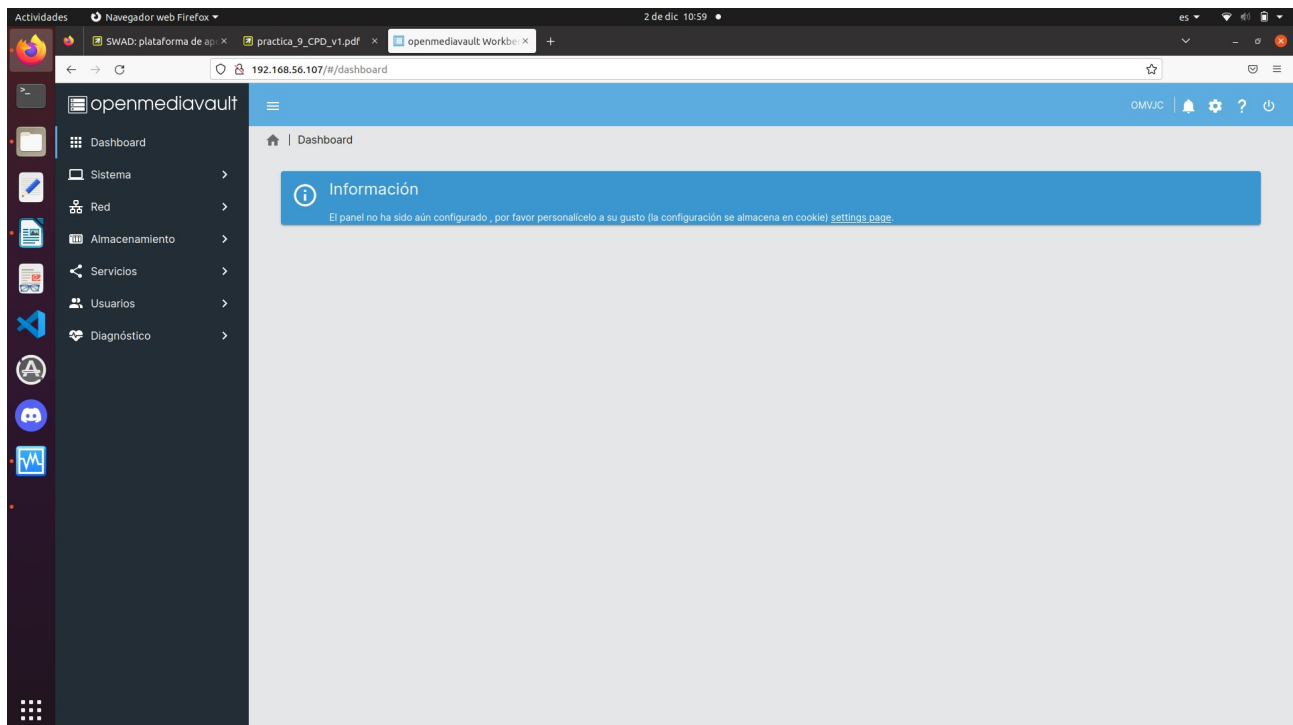 Actividades Navegador web Firefox 2 de dic 10:59 es
SWAD: plataforma de ap practica_9_CPD_v1.pdf openmediavault Workbe
192.168.56.107/#/dashboard
openmediavault
OMVJC
Dashboard
Dashboard
Sistema
Red
Almacenamiento
Servicios
Usuarios
Diagnóstico
Información
El panel no ha sido aún configurado , por favor personalícelo a su gusto (la configuración se almacena en cookie) settings page.